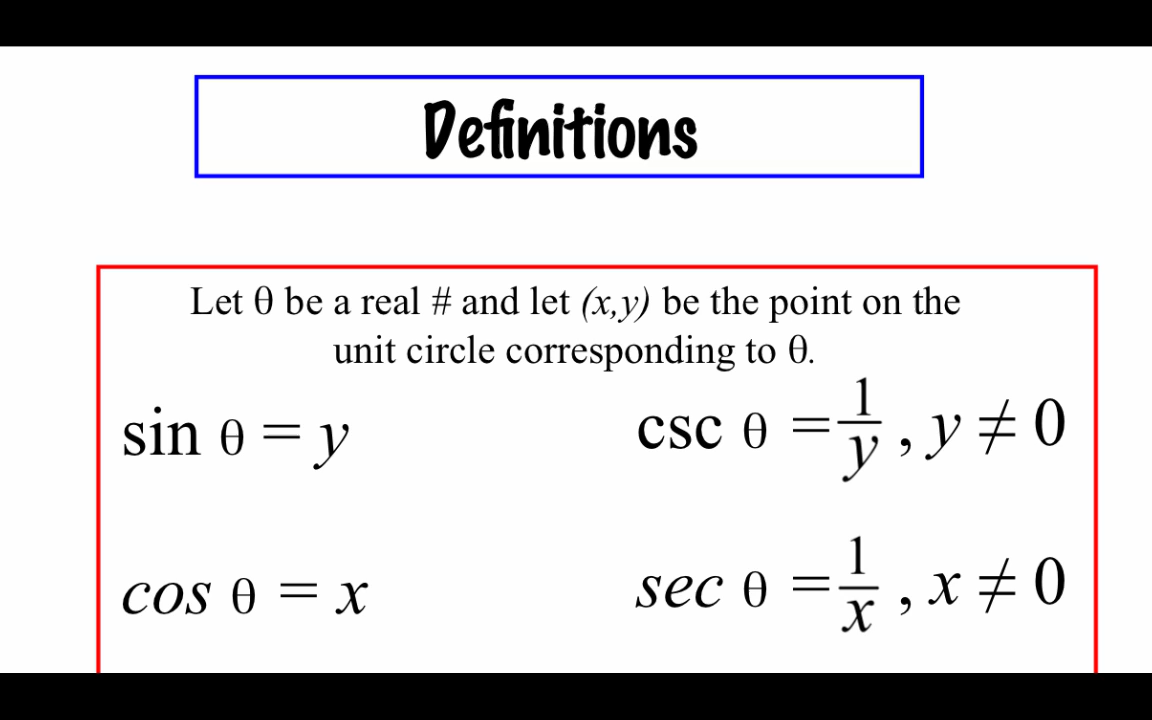 Definitions
Let θ be a real # and let (x,y) be the point on the
unit circle corresponding to θ.
sin θ = y
csc θ = 1/y , y ≠ 0
cos θ = x
sec θ = 1/x , x ≠ 0